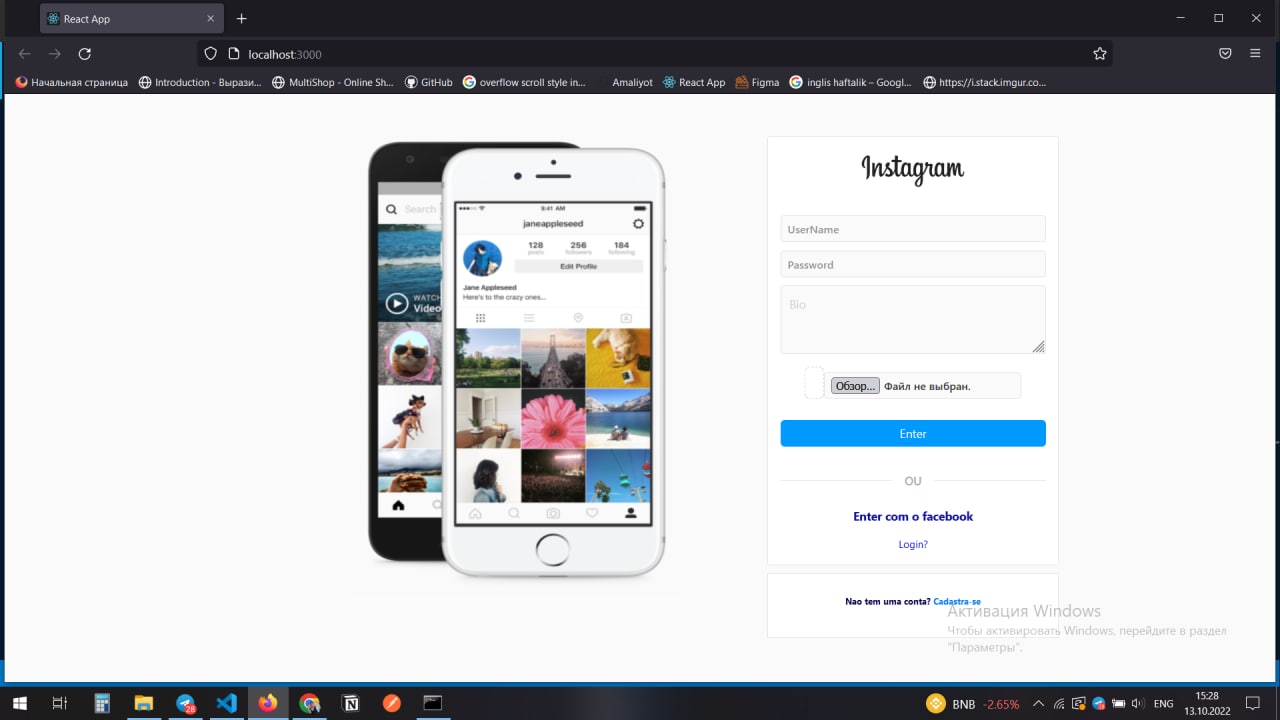 React App
localhost:3000
Начальная страница
Introduction - Вырази...
MultiShop - Online Sh...
GitHub
overflow scroll style in...
Amaliyot
React App
Figma
inglis haftalik – Googl...
https://i.stack.imgur.co...
Search
WATCH
Video
9:41 AM
janeappleseed
128
256
184
posts
followers
following
Edit Profile
Jane Appleseed
Here's to the crazy ones...
Instagram
UserName
Password
Bio
Обзор...
Файл не выбран.
Enter
OU
Enter com o facebook
Login?
Nao tem uma conta? Cadastra-se
Активация Windows
Чтобы активировать Windows, перейдите в раздел
"Параметры".
28
BNB
-2.65%
ENG
15:28
13.10.2022